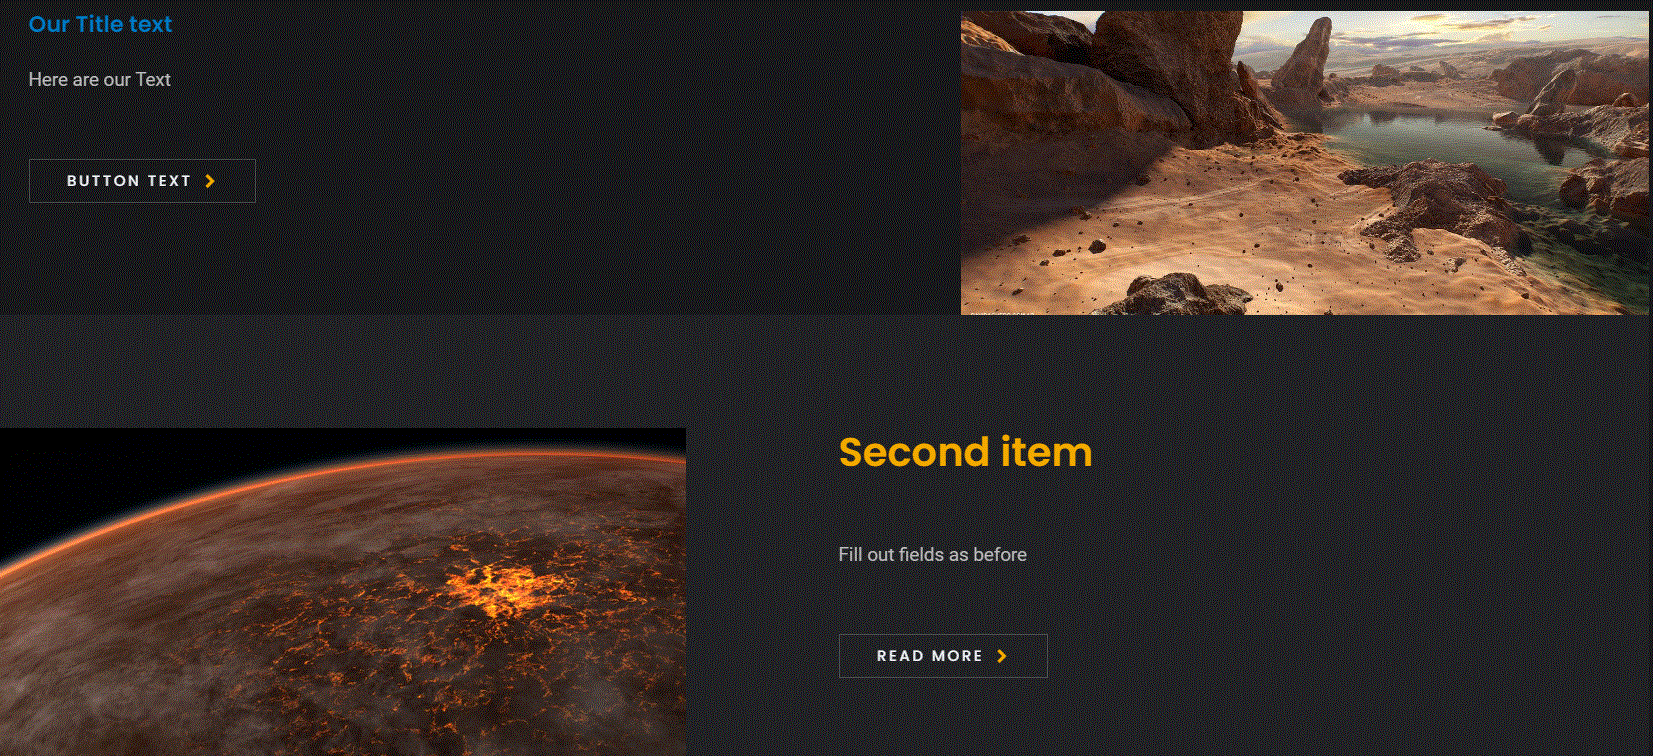 Our Title text
Here are our Text
BUTTON TEXT
Second item
Fill out fields as before
READ MORE